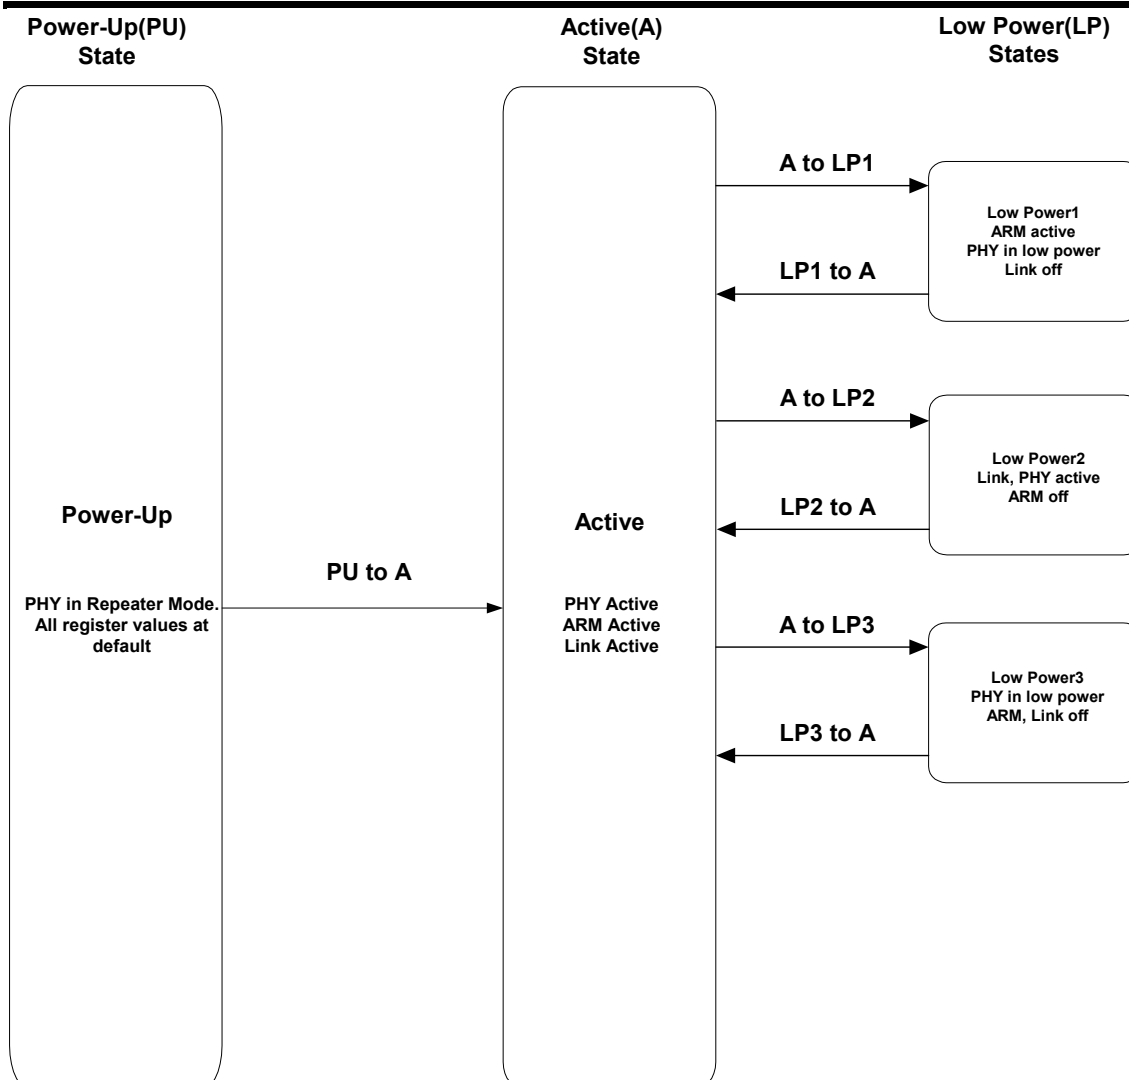 Power-Up(PU)
State
Active(A)
State
Low Power(LP)
States
Power-Up
PHY in Repeater Mode.
All register values at
default
PU to A
Active
PHY Active
ARM Active
Link Active
A to LP1
LP1 to A
Low Power1
ARM active
PHY in low power
Link off
A to LP2
LP2 to A
Low Power2
Link, PHY active
ARM off
A to LP3
LP3 to A
Low Power3
PHY in low power
ARM, Link off